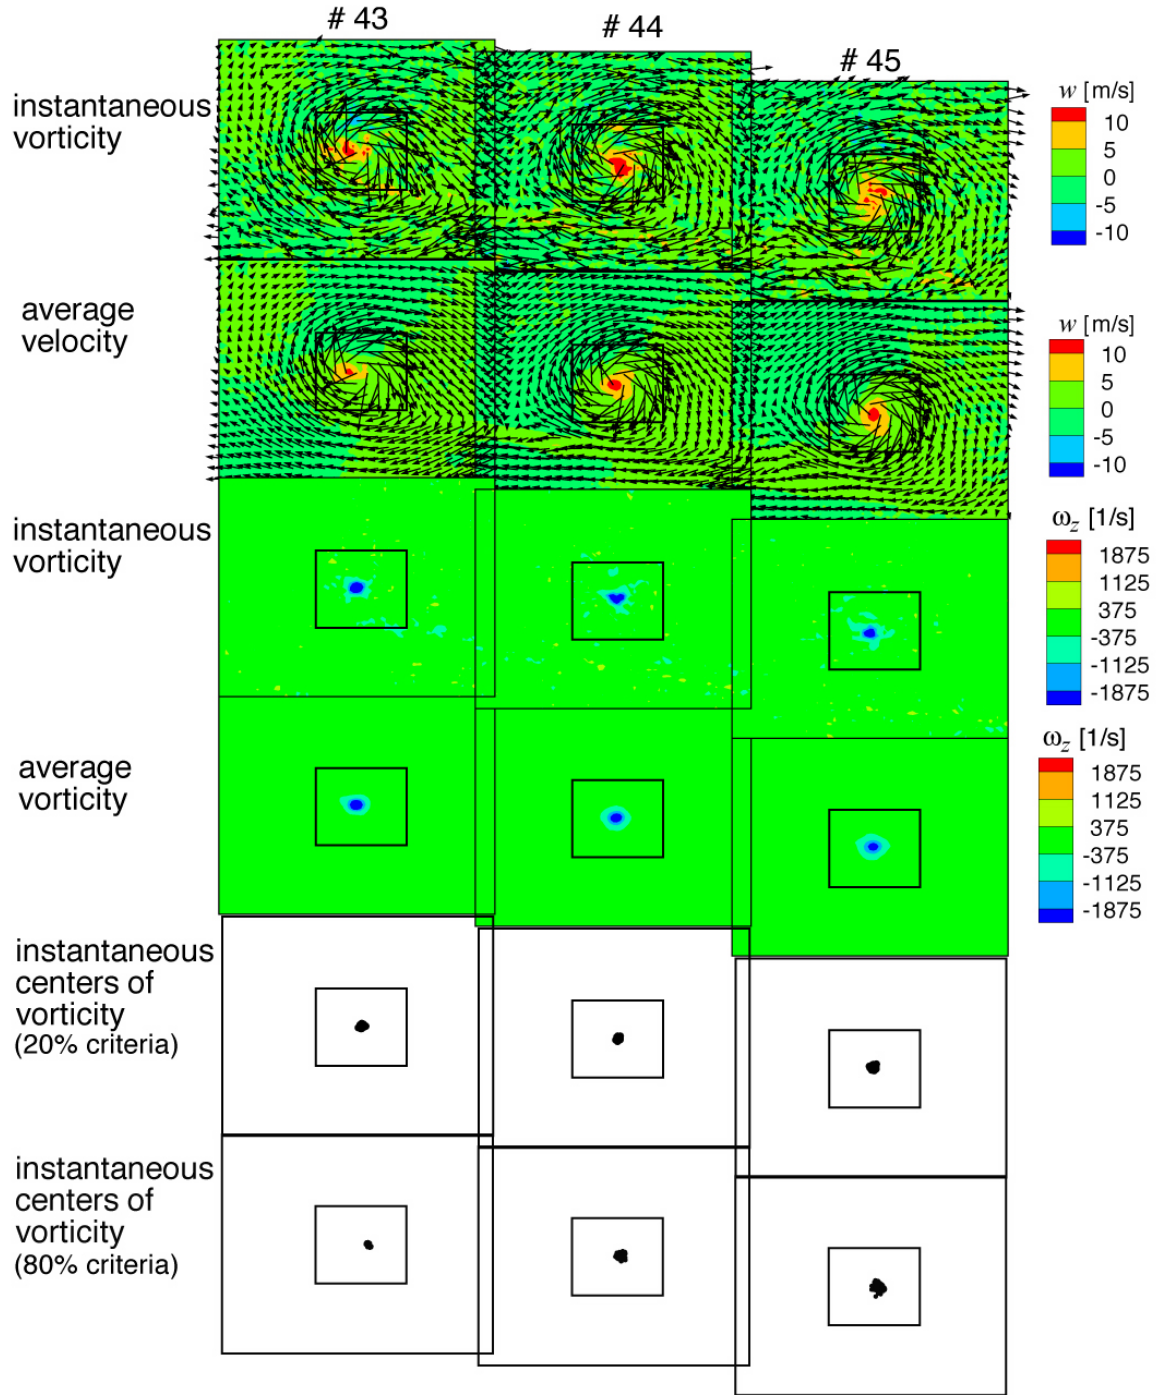 # 43
# 44
# 45
instantaneous
vorticity
w [m/s]
10
5
0
-5
-10
average
velocity
w [m/s]
10
5
0
-5
-10
instantaneous
vorticity
ωz [1/s]
1875
1125
375
-375
-1125
-1875
average
vorticity
ωz [1/s]
1875
1125
375
-375
-1125
-1875
instantaneous
centers of
vorticity
(20% criteria)
instantaneous
centers of
vorticity
(80% criteria)